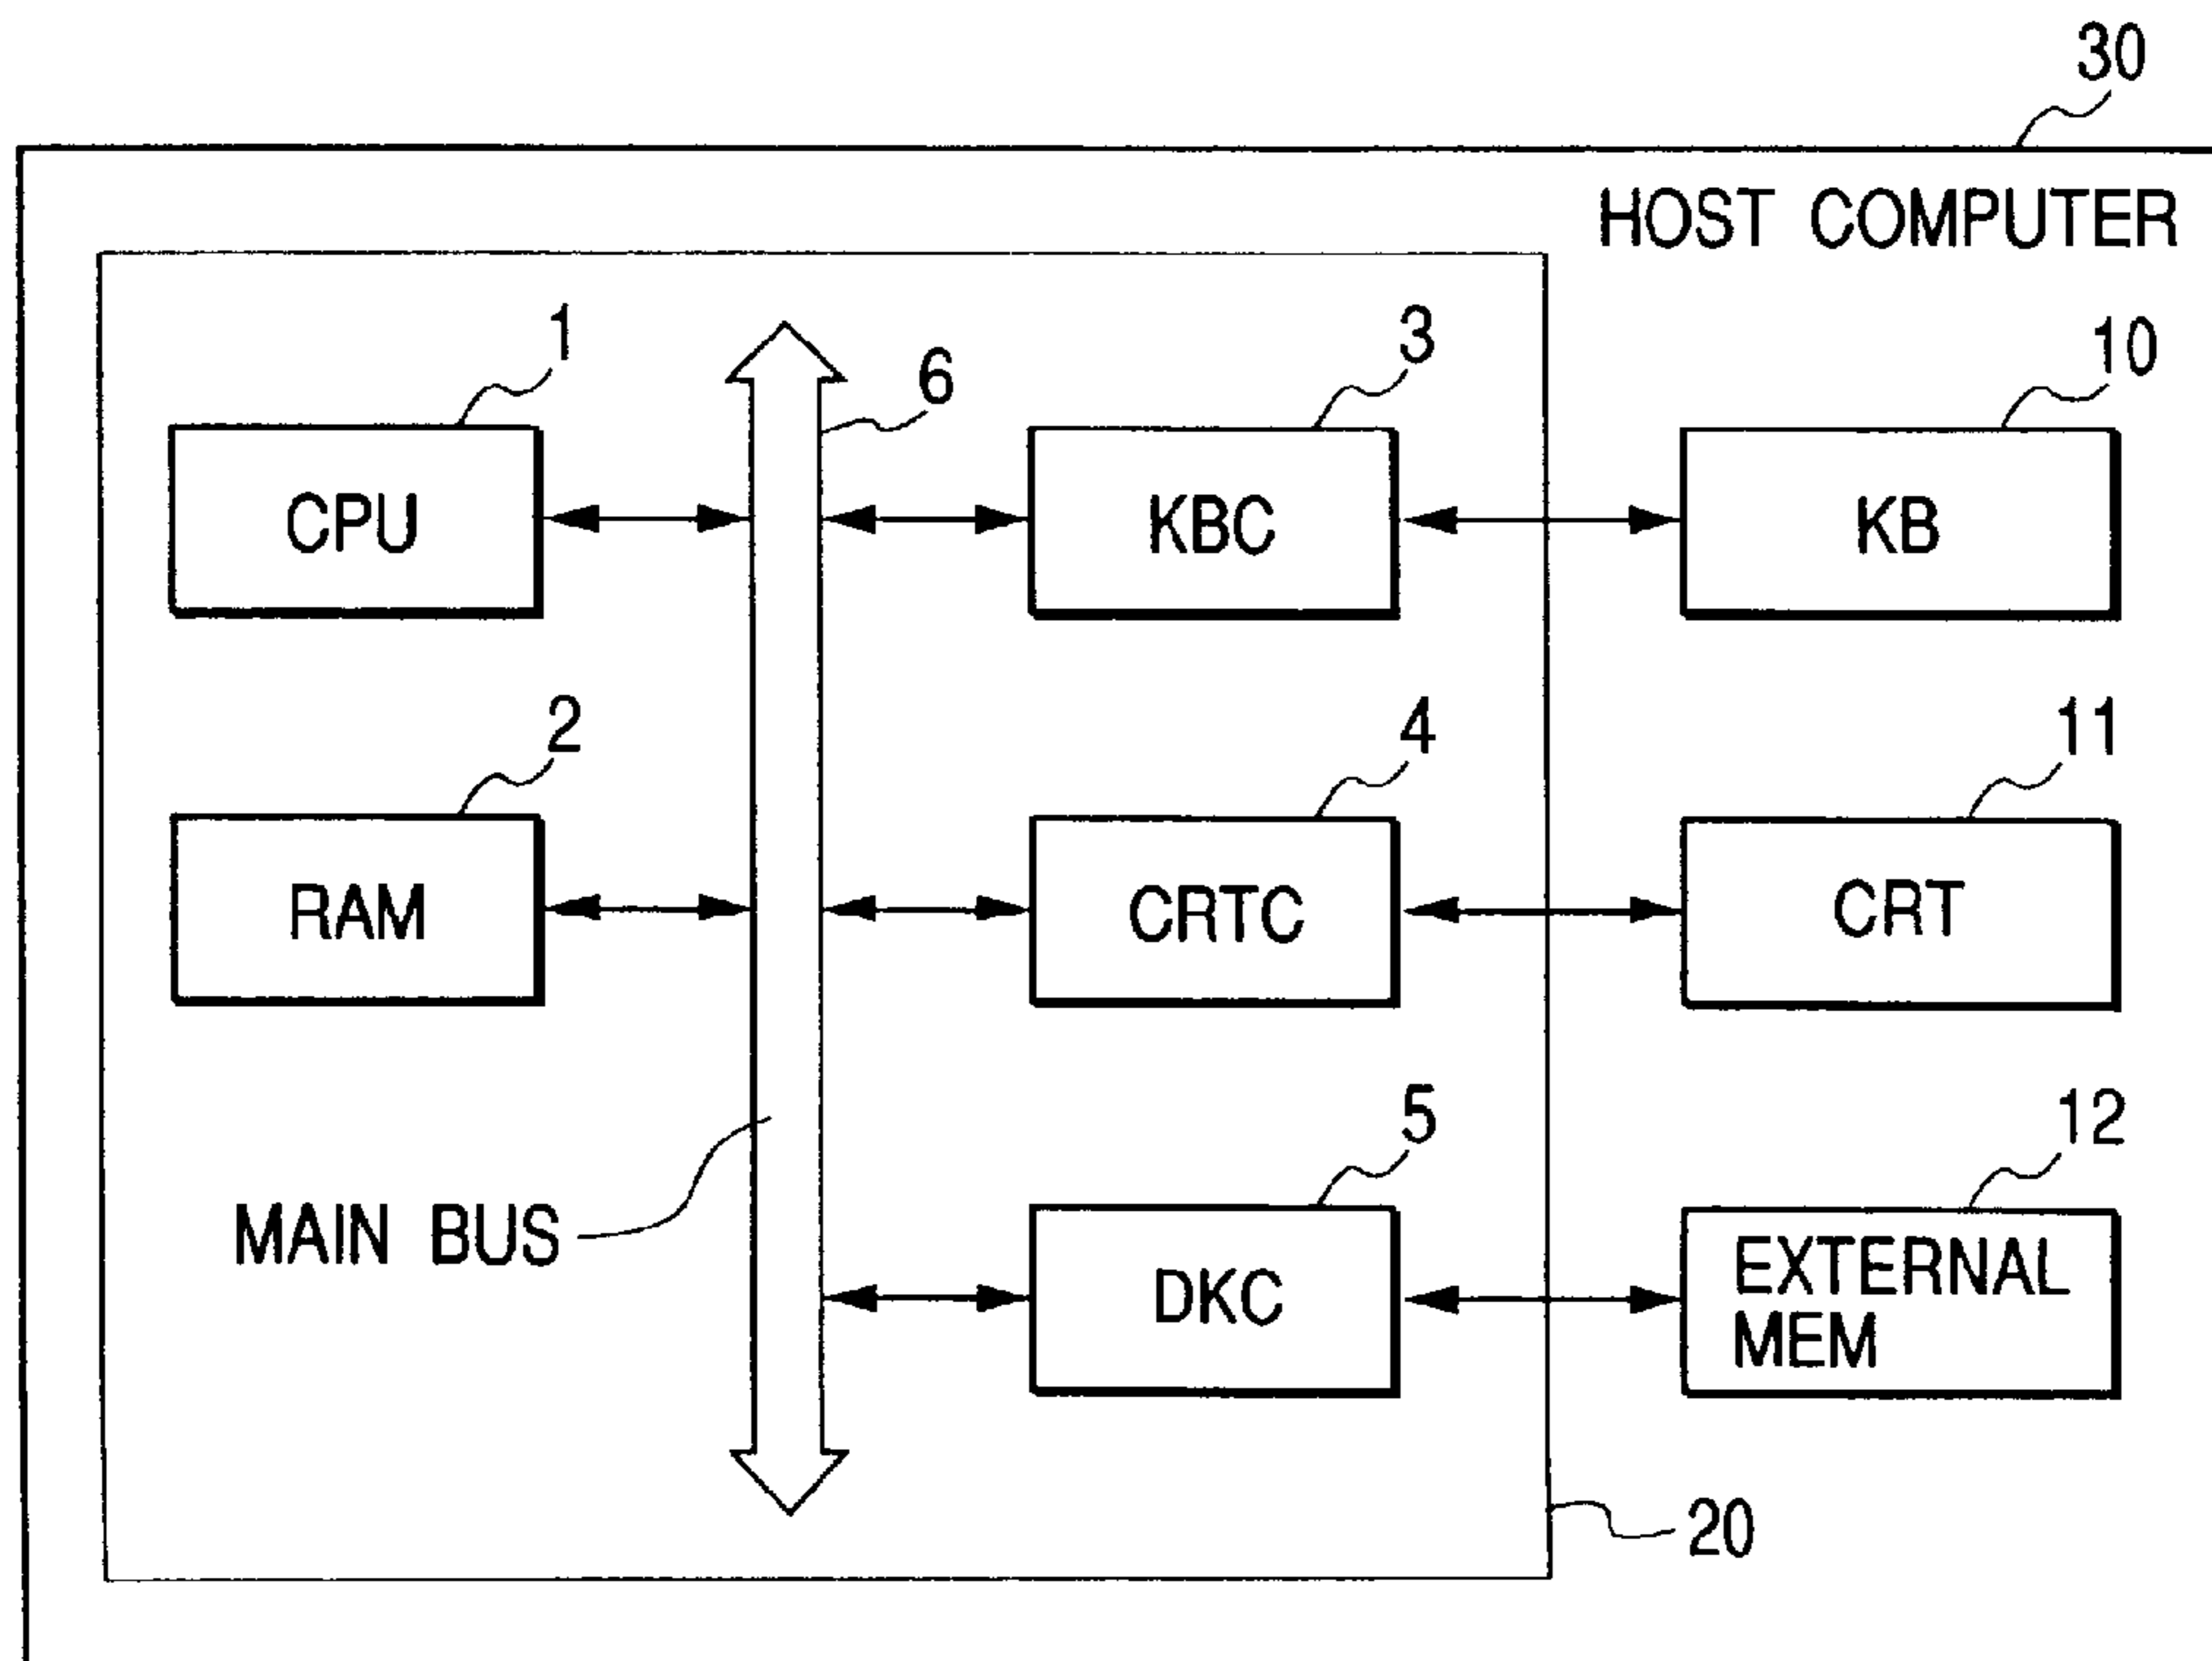 30
HOST COMPUTER
1
6
3
10
CPU
KBC
KB
2
4
11
RAM
CRTC
CRT
5
12
MAIN BUS
DKC
EXTERNAL
MEM
20